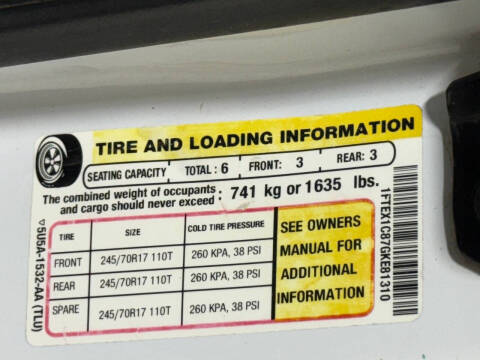 TIRE AND LOADING INFORMATION
SEATING CAPACITY TOTAL : 6 FRONT: 3 REAR: 3
The combined weight of occupants and cargo should never exceed : 741 kg or 1635 lbs.
TIRE SIZE COLD TIRE PRESSURE
FRONT 245/70R17 110T 260 KPA, 38 PSI
REAR 245/70R17 110T 260 KPA, 38 PSI
SPARE 245/70R17 110T 260 KPA, 38 PSI
SEE OWNERS
MANUAL FOR
ADDITIONAL
INFORMATION
5U5A-1532-AA (TLU)
1FTEX1C87GKE81310